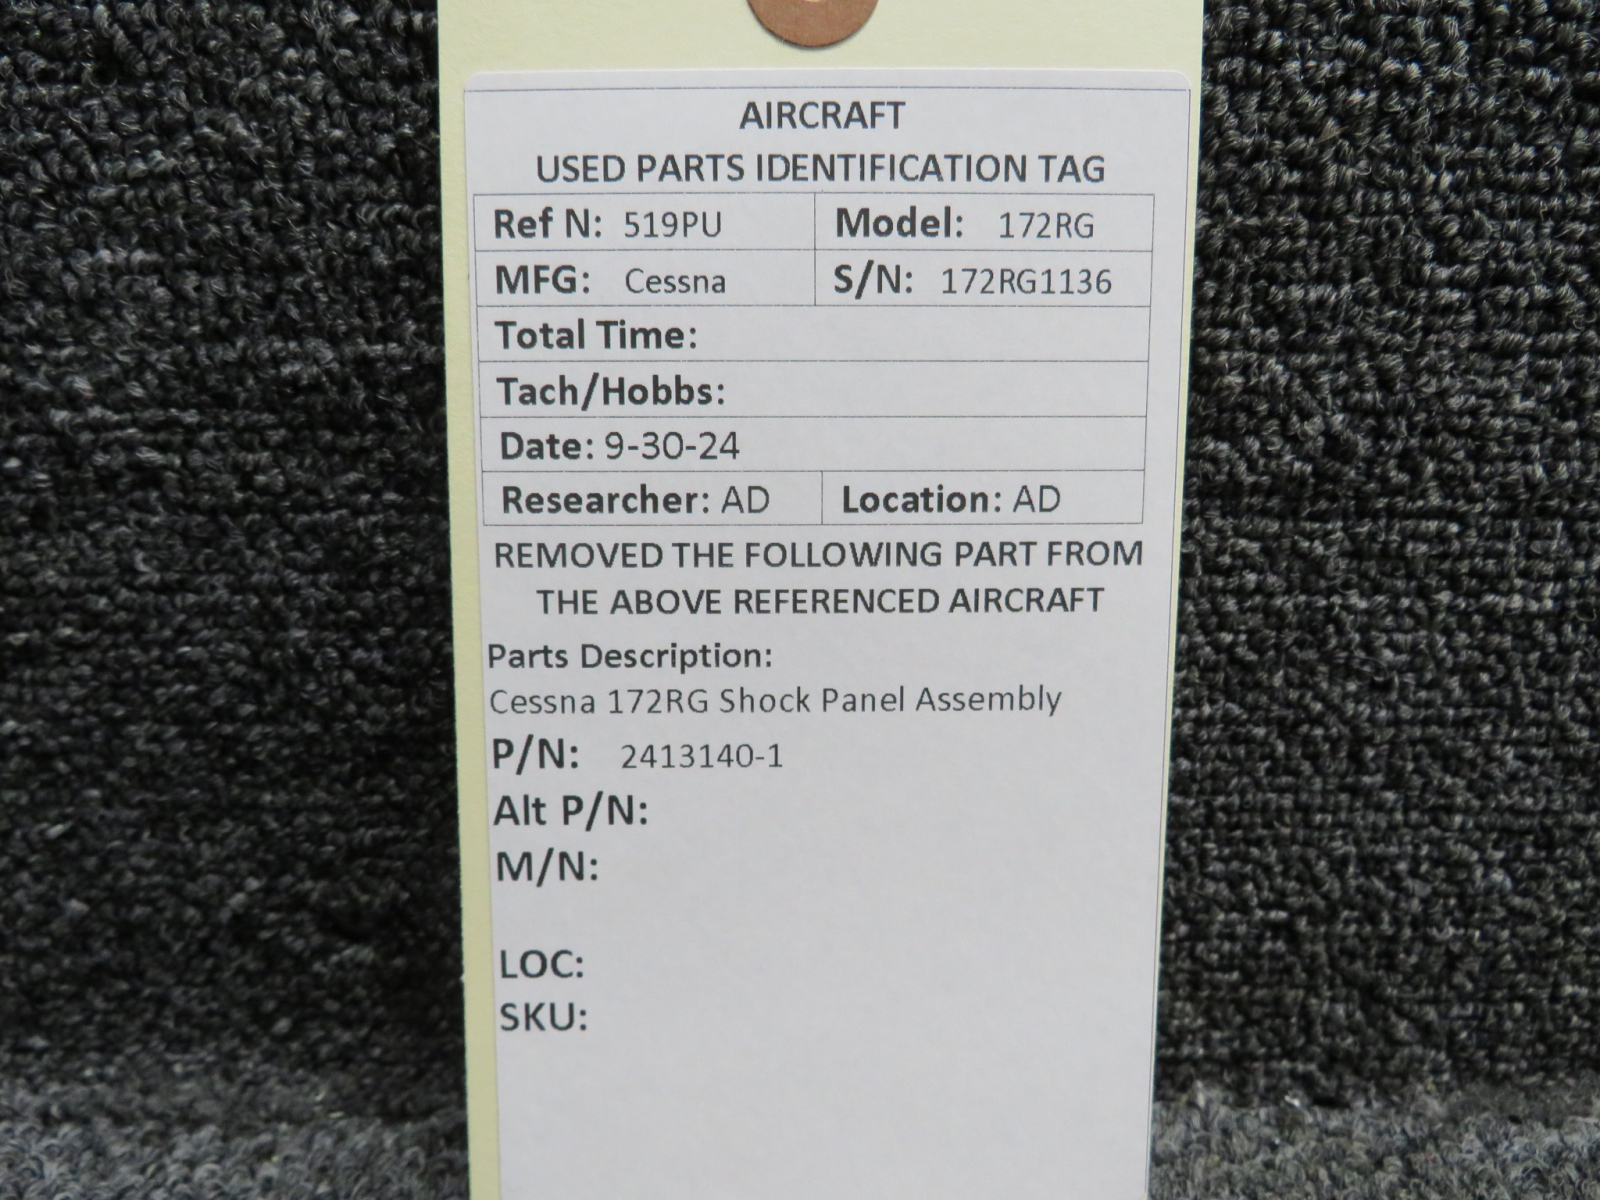 AIRCRAFT
USED PARTS IDENTIFICATION TAG
Ref N: 519PU Model: 172RG
MFG: Cessna S/N: 172RG1136
Total Time:
Tach/Hobbs:
Date: 9-30-24
Researcher: AD Location: AD
REMOVED THE FOLLOWING PART FROM
THE ABOVE REFERENCED AIRCRAFT
Parts Description:
Cessna 172RG Shock Panel Assembly
P/N: 2413140-1
Alt P/N:
M/N:
LOC:
SKU: